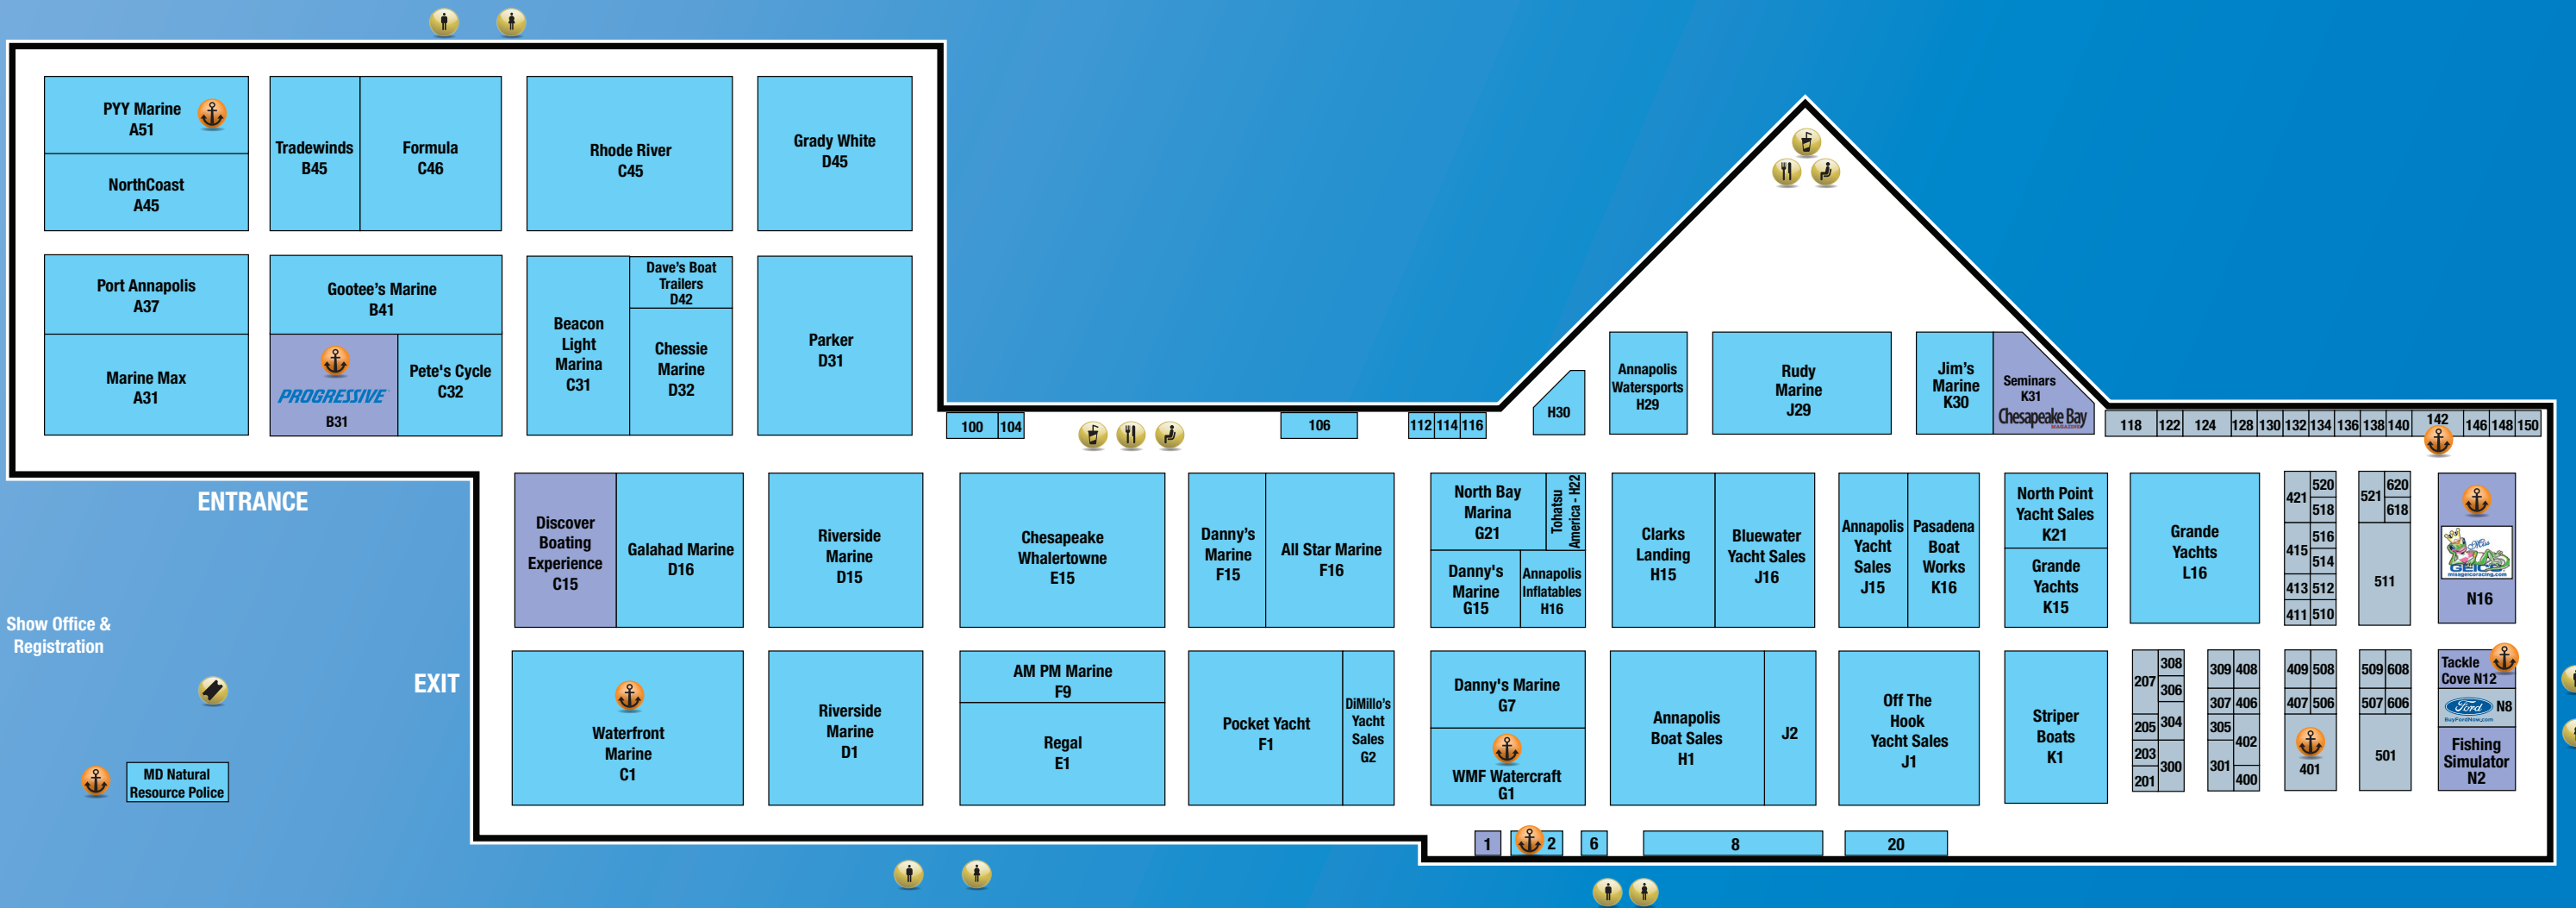 PYY Marine
A51
NorthCoast
A45
Tradewinds
B45
Formula
C46
Rhode River
C45
Grady White
D45
Port Annapolis
A37
Marine Max
A31
Gootee's Marine
B41
PROGRESSIVE
B31
Pete's Cycle
C32
Beacon
Light
Marina
C31
Dave's Boat
Trailers
D42
Chessie
Marine
D32
Parker
D31
100
104
106
112
114
116
H30
Annapolis
Watersports
H29
Rudy
Marine
J29
Jim's
Marine
K30
Seminars
K31
Chesapeake Bay
MAGAZINE
118
122
124
128
130
132
134
136
138
140
142
146
148
150
ENTRANCE
Show Office &
Registration
EXIT
MD Natural
Resource Police
Discover
Boating
Experience
C15
Galahad Marine
D16
Riverside
Marine
D15
Chesapeake
Whalertowne
E15
Danny's
Marine
F15
All Star Marine
F16
North Bay
Marina
G21
Tohatsu
America - H22
Danny's
Marine
G15
Annapolis
Inflatables
H16
Clarks
Landing
H15
Bluewater
Yacht Sales
J16
Annapolis
Yacht
Sales
J15
Pasadena
Boat
Works
K16
North Point
Yacht Sales
K21
Grande
Yachts
K15
Grande
Yachts
L16
421
520
518
415
516
514
413
512
411
510
521
620
618
511
Miss
GEICO
missgeicoracing.com
N16
Waterfront
Marine
C1
Riverside
Marine
D1
AM PM Marine
F9
Regal
E1
Pocket Yacht
F1
DiMillo's
Yacht
Sales
G2
Danny's Marine
G7
WMF Watercraft
G1
Annapolis
Boat Sales
H1
J2
Off The
Hook
Yacht Sales
J1
Striper
Boats
K1
207
308
306
205
304
203
300
201
309
408
307
406
305
402
301
400
409
508
407
506
401
509
608
507
606
501
Tackle
Cove N12
Ford
N8
BuyFordNow.com
Fishing
Simulator
N2
1
2
6
8
20